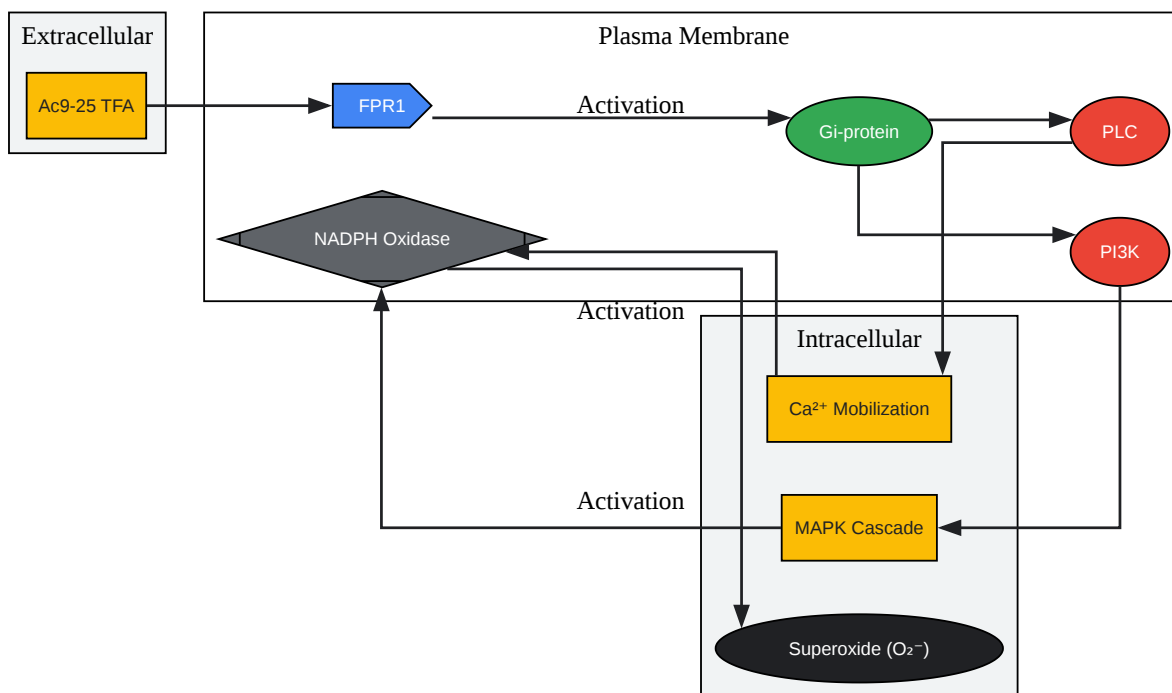 Extracellular
Plasma Membrane
Ac9-25 TFA
FPR1
Activation
Gi-protein
PLC
NADPH Oxidase
PI3K
Activation
Intracellular
Ca²⁺ Mobilization
Activation
MAPK Cascade
Superoxide (O₂⁻)